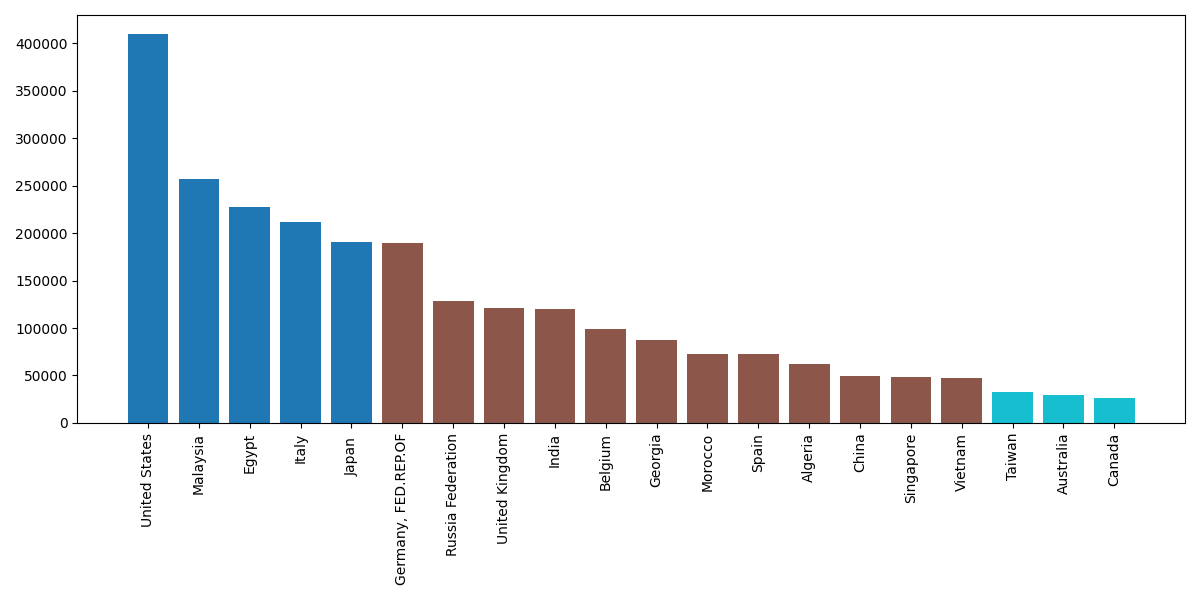 400000
350000
300000
250000
200000
150000
100000
50000
0
United States
Malaysia
Egypt
Italy
Japan
Germany, FED.REP.OF
Russia Federation
United Kingdom
India
Belgium
Georgia
Morocco
Spain
Algeria
China
Singapore
Vietnam
Taiwan
Australia
Canada